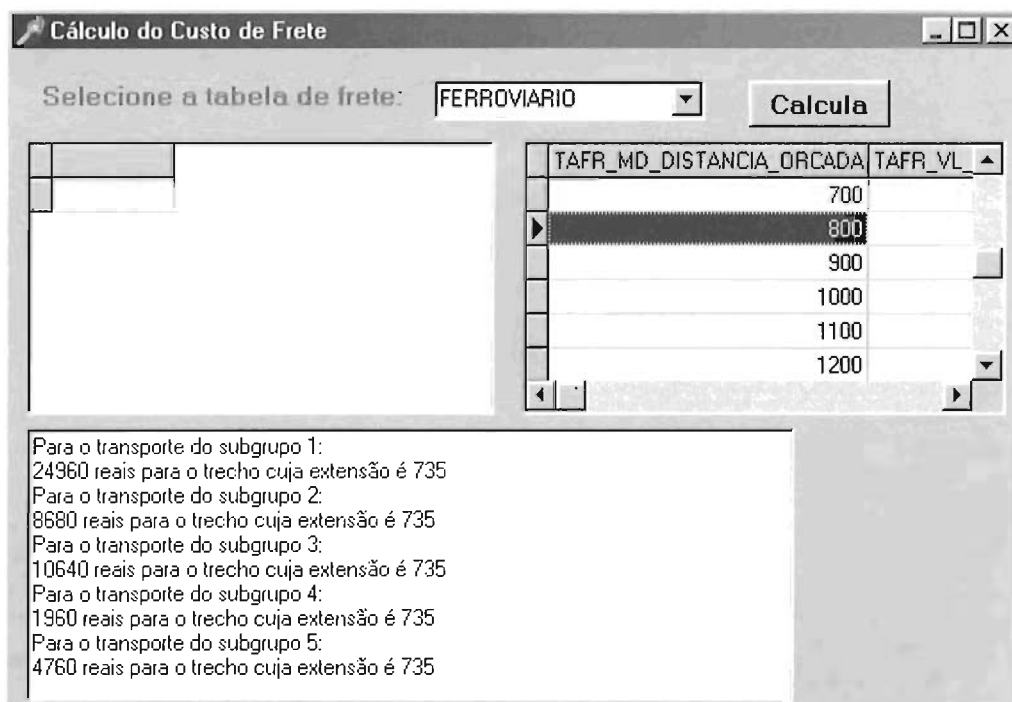 Cálculo do Custo de Frete
Selecione a tabela de frete: FERROVIARIO Calcula
TAFR_MD_DISTANCIA_ORCADA TAFR_VL_
700
800
900
1000
1100
1200
Para o transporte do subgrupo 1:
24960 reais para o trecho cuja extensão é 735
Para o transporte do subgrupo 2:
8680 reais para o trecho cuja extensão é 735
Para o transporte do subgrupo 3:
10640 reais para o trecho cuja extensão é 735
Para o transporte do subgrupo 4:
1960 reais para o trecho cuja extensão é 735
Para o transporte do subgrupo 5:
4760 reais para o trecho cuja extensão é 735